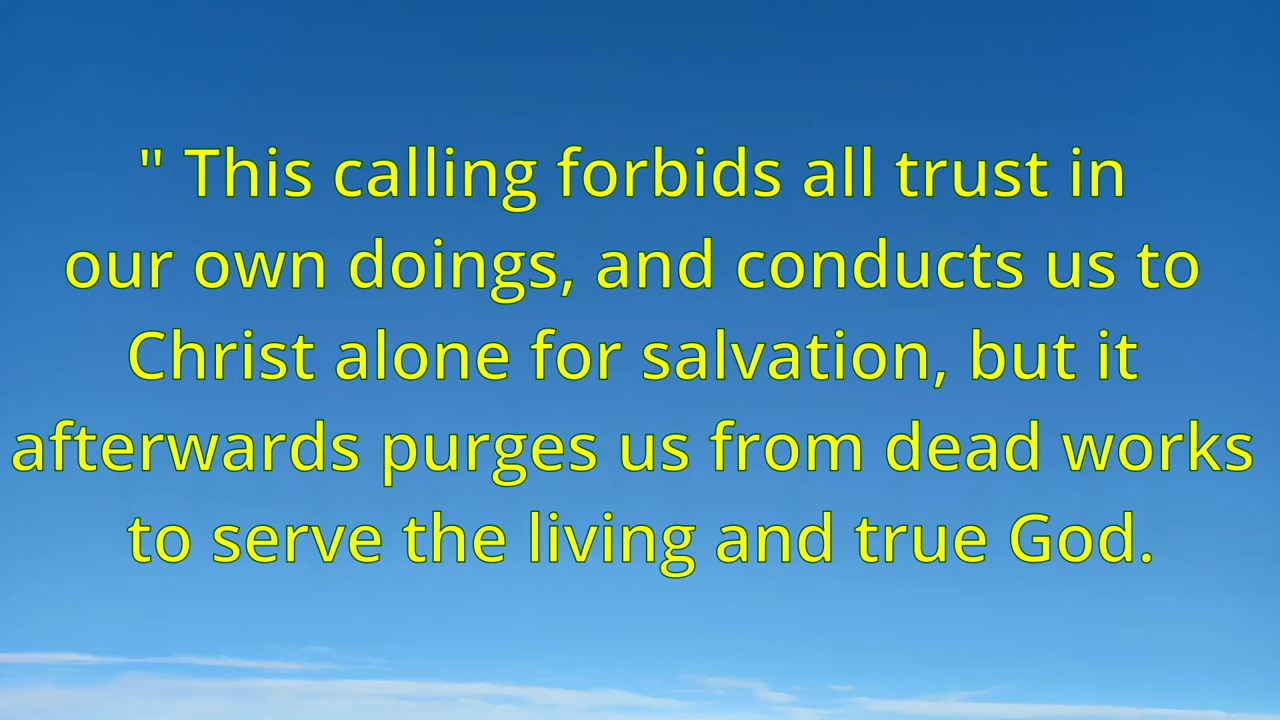 " This calling forbids all trust in
our own doings, and conducts us to
Christ alone for salvation, but it
afterwards purges us from dead works
to serve the living and true God.